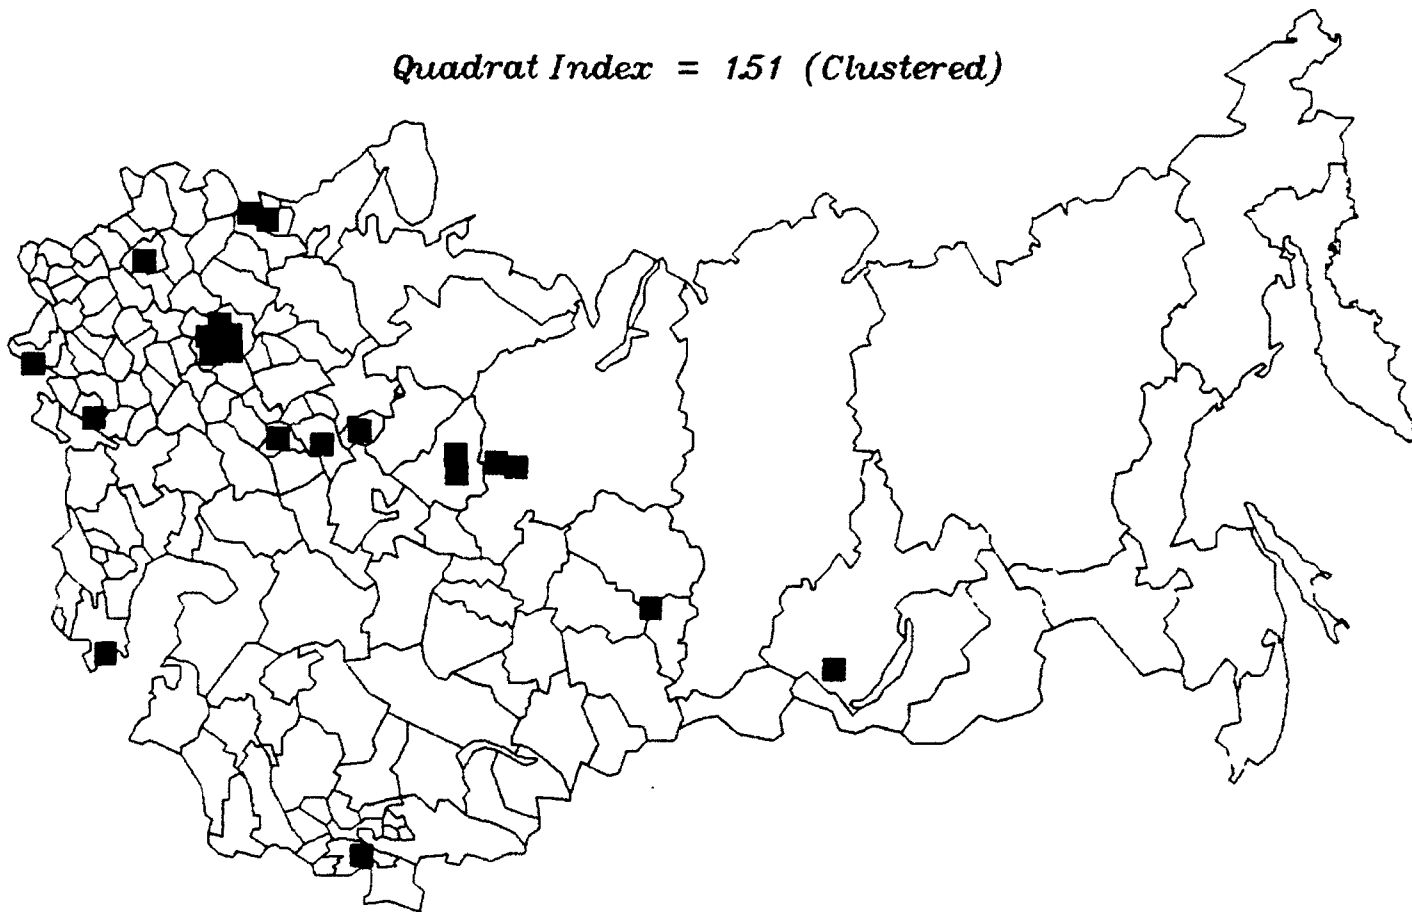 Quadrat Index = 1.51 (Clustered)